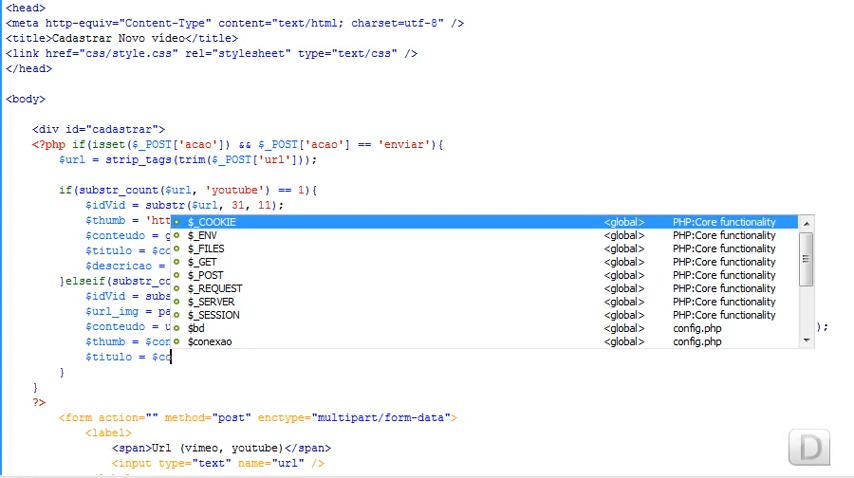 <head>
<meta http-equiv="Content-Type" content="text/html; charset=utf-8" />
<title>Cadastrar Novo video</title>
<link href="css/style.css" rel="stylesheet" type="text/css" />
</head>
<body>
<div id="cadastrar">
<?php if(isset($_POST['acao']) && $_POST['acao'] == 'enviar'){
$url = strip_tags(trim($_POST['url']));
if(substr_count($url, 'youtube') == 1){
$idVid = substr($url, 31, 11);
$thumb = 'htt
$conteudo = g
$titulo = $co
$descricao =
}elseif(substr_co
$idVid = subs
$url_img = pa
$conteudo = u );
$thumb = $con
$titulo = $co
}
}
?>
$_COOKIE <global> PHP:Core functionality
$_ENV <global> PHP:Core functionality
$_FILES <global> PHP:Core functionality
$_GET <global> PHP:Core functionality
$_POST <global> PHP:Core functionality
$_REQUEST <global> PHP:Core functionality
$_SERVER <global> PHP:Core functionality
$_SESSION <global> PHP:Core functionality
$bd <global> config.php
$conexao <global> config.php
<form action="" method="post" enctype="multipart/form-data">
<label>
<span>Url (vimeo, youtube)</span>
<input type="text" name="url" />
D